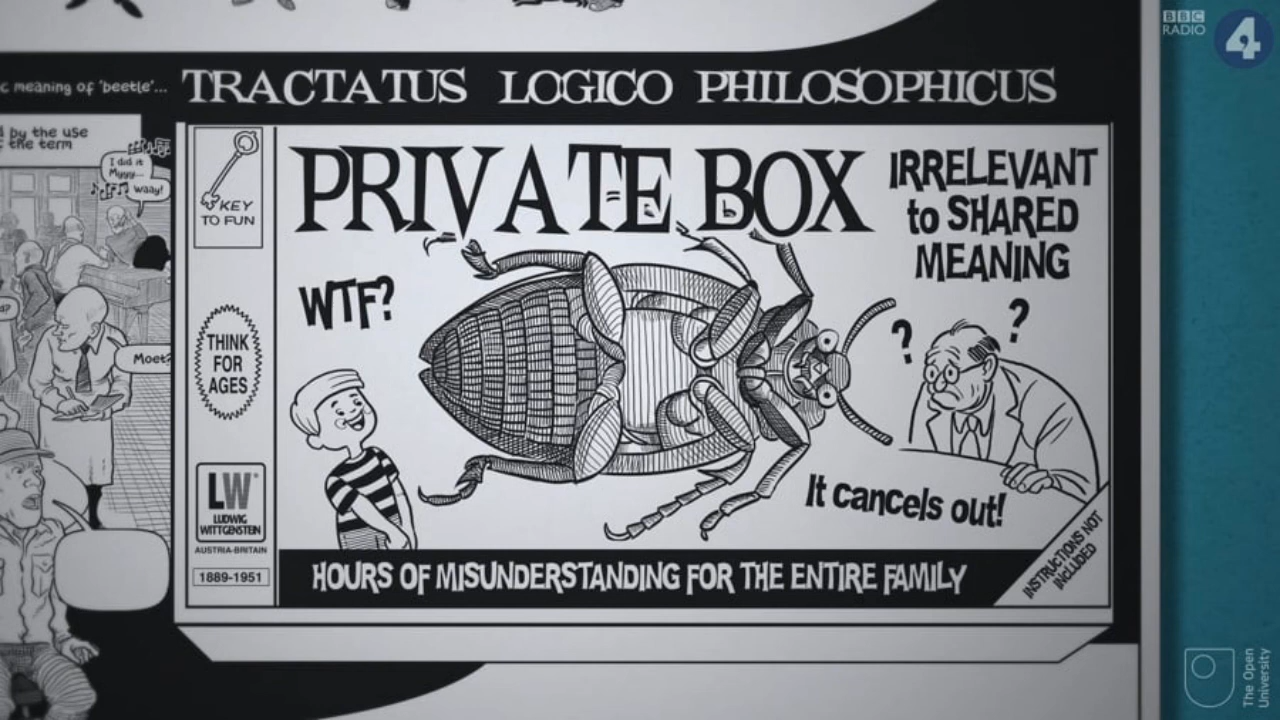 BBC
RADIO
4
c meaning of 'beetle'...
TRACTATUS LOGICO PHILOSOPHICUS
d by the use
f the term
I did it
Myyy...
waay!
Moet?
KEY
TO FUN
THINK
FOR
AGES
LW
LUDWIG
WITTGENSTEIN
AUSTRIA-BRITAIN
1889-1951
PRIVATE BOX
IRRELEVANT
to SHARED
MEANING
WTF?
?
?
It cancels out!
INSTRUCTIONS NOT
INCLUDED
HOURS OF MISUNDERSTANDING FOR THE ENTIRE FAMILY
The Open
University